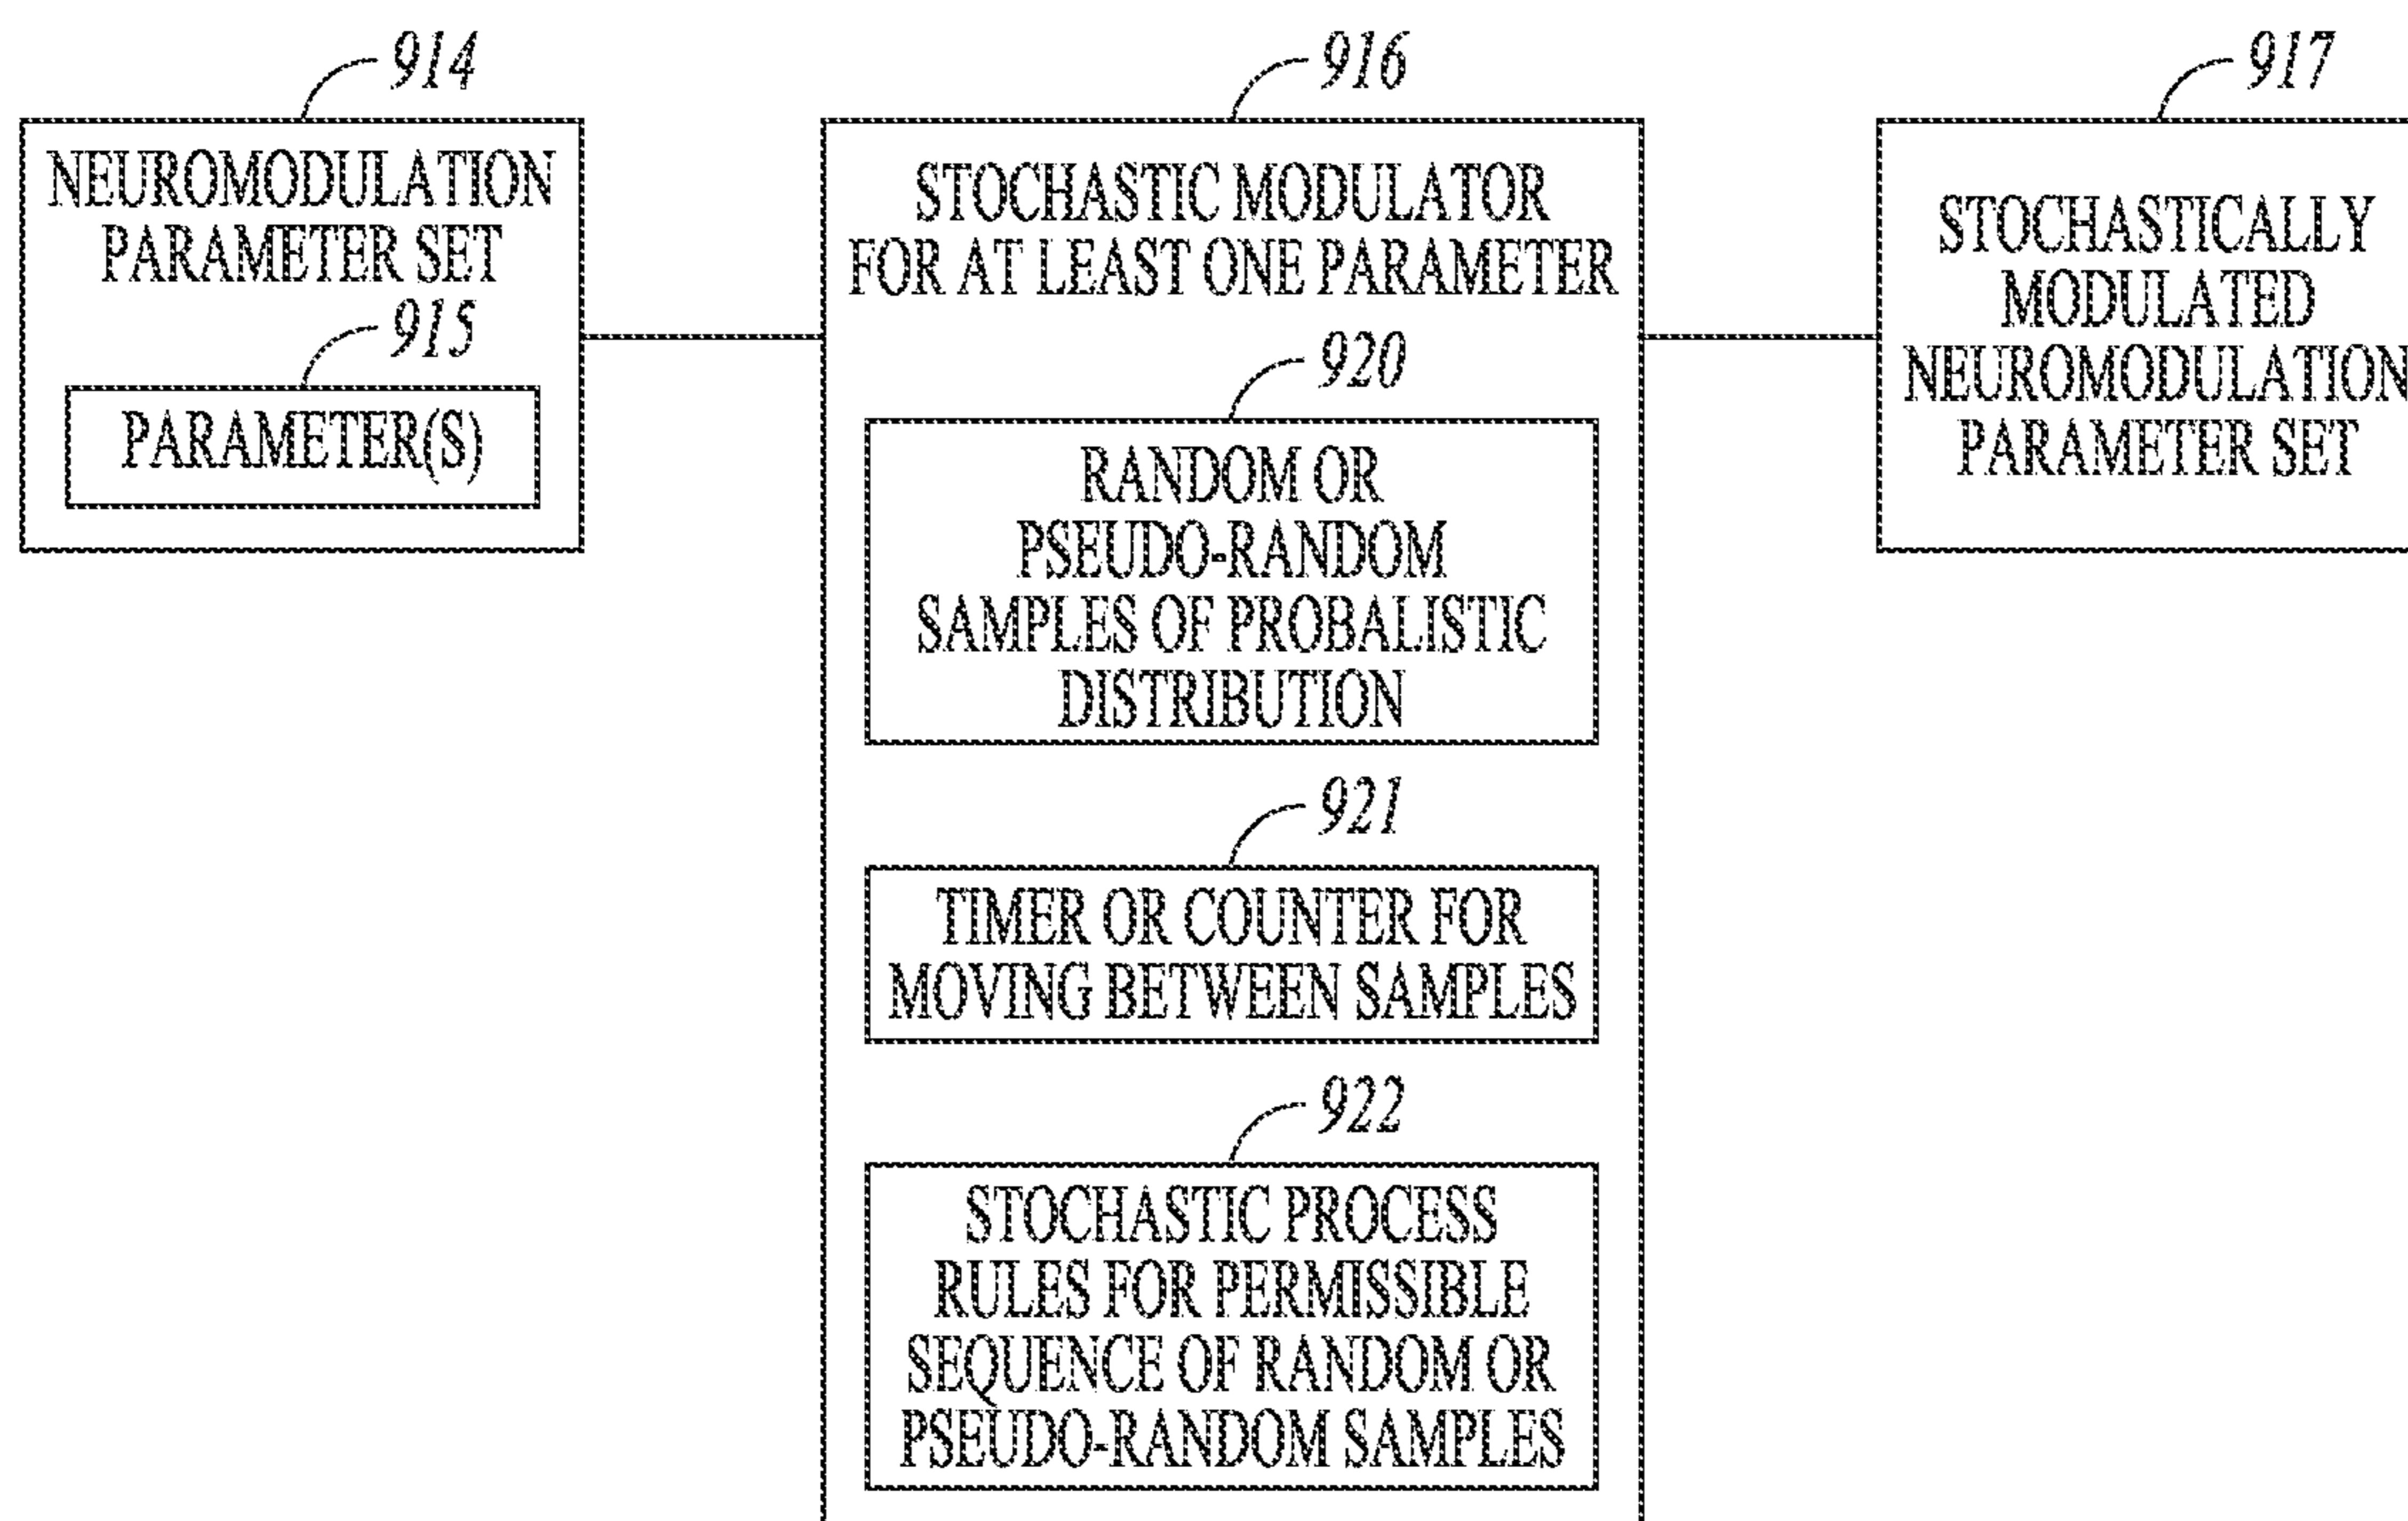 914
NEUROMODULATION
PARAMETER SET
915
PARAMETER(S)
916
STOCHASTIC MODULATOR
FOR AT LEAST ONE PARAMETER
920
RANDOM OR
PSEUDO-RANDOM
SAMPLES OF PROBALISTIC
DISTRIBUTION
921
TIMER OR COUNTER FOR
MOVING BETWEEN SAMPLES
922
STOCHASTIC PROCESS
RULES FOR PERMISSIBLE
SEQUENCE OF RANDOM OR
PSEUDO-RANDOM SAMPLES
917
STOCHASTICALLY
MODULATED
NEUROMODULATION
PARAMETER SET